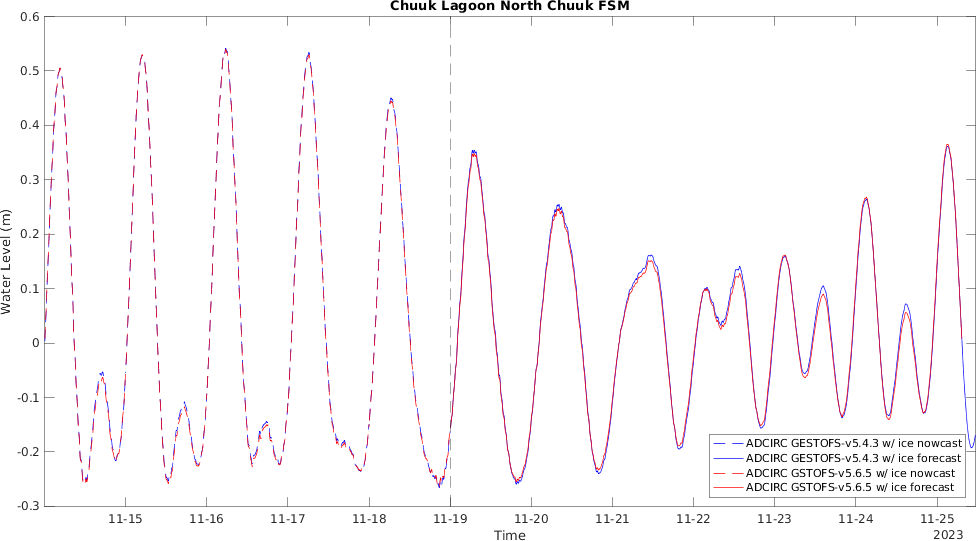 Chuuk Lagoon North Chuuk FSM
0.6
0.5
0.4
0.3
0.2
0.1
0
-0.1
-0.2
-0.3
Water Level (m)
11-15 11-16 11-17 11-18 11-19 11-20 11-21 11-22 11-23 11-24 11-25
2023
Time
ADCIRC GESTOFS-v5.4.3 w/ ice nowcast
ADCIRC GESTOFS-v5.4.3 w/ ice forecast
ADCIRC GSTOFS-v5.6.5 w/ ice nowcast
ADCIRC GSTOFS-v5.6.5 w/ ice forecast